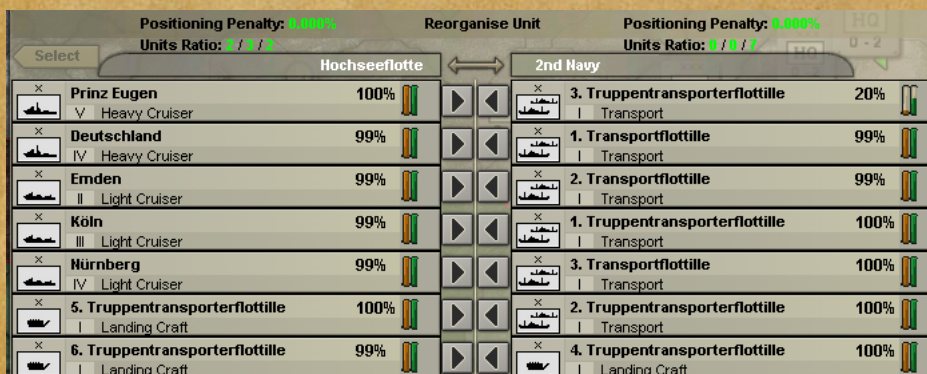 Positioning Penalty: 0.000%
Reorganise Unit
Positioning Penalty: 0.000%
Units Ratio: 2 / 3 / 2
Units Ratio: 0 / 0 / 7
HQ
HQ
0 - 2
Select
Hochseeflotte
2nd Navy
Prinz Eugen 100%
V Heavy Cruiser
3. Truppentransporterflottille 20%
I Transport
Deutschland 99%
IV Heavy Cruiser
1. Transportflottille 99%
I Transport
Emden 99%
II Light Cruiser
2. Transportflottille 99%
I Transport
Köln 99%
III Light Cruiser
1. Truppentransporterflottille 100%
I Transport
Nürnberg 99%
IV Light Cruiser
3. Transportflottille 100%
I Transport
5. Truppentransporterflottille 100%
I Landing Craft
2. Truppentransporterflottille 100%
I Transport
6. Truppentransporterflottille 99%
I Landing Craft
4. Truppentransporterflottille 100%
I Landing Craft